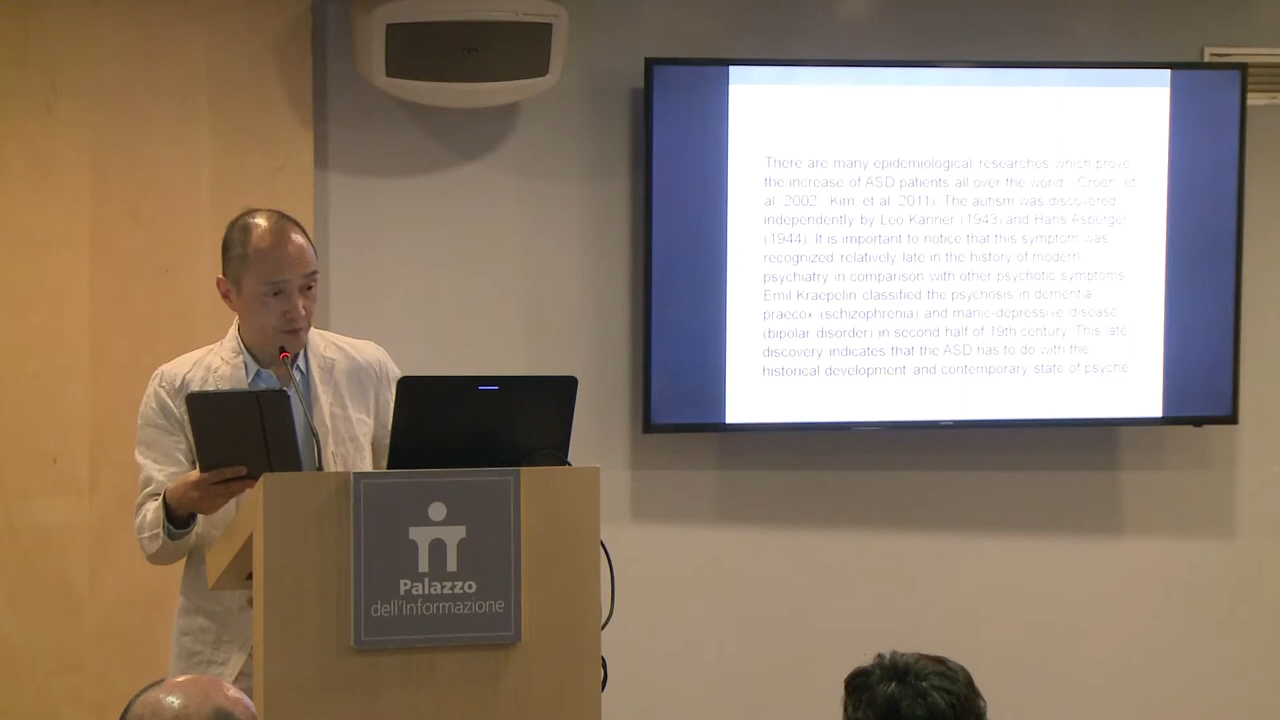 There are many epidemiological researches which prove
the increase of ASD patients all over the world (Croen, et
al. 2002; Kim, et al. 2011). The autism was discovered
independently by Leo Kanner (1943) and Hans Asperger
(1944). It is important to notice that this symptom was
recognized relatively late in the history of modern
psychiatry in comparison with other psychotic symptoms.
Emil Kraepelin classified the psychosis in dementia
praecox (schizophrenia) and manic-depressive disease
(bipolar disorder) in second half of 19th century. This late
discovery indicates that the ASD has to do with the
historical development and contemporary state of psyche
Palazzo
dell'Informazione